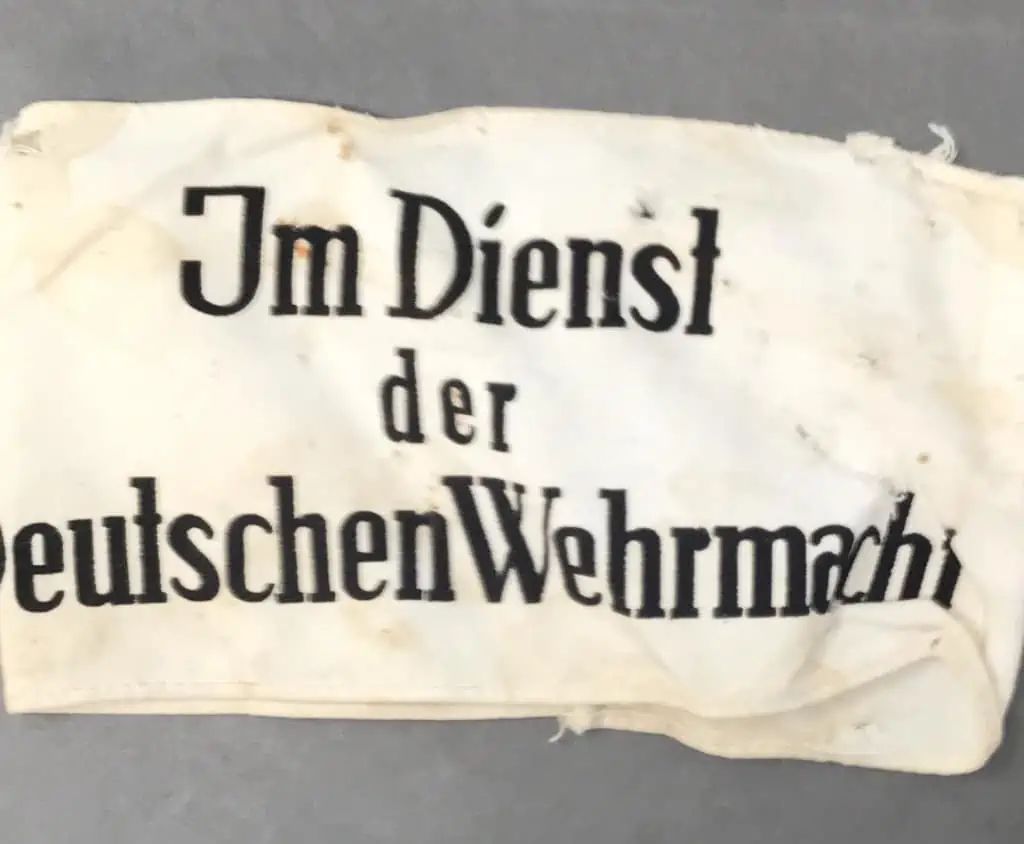 Im Dienst
der
Deutschen Wehrmacht